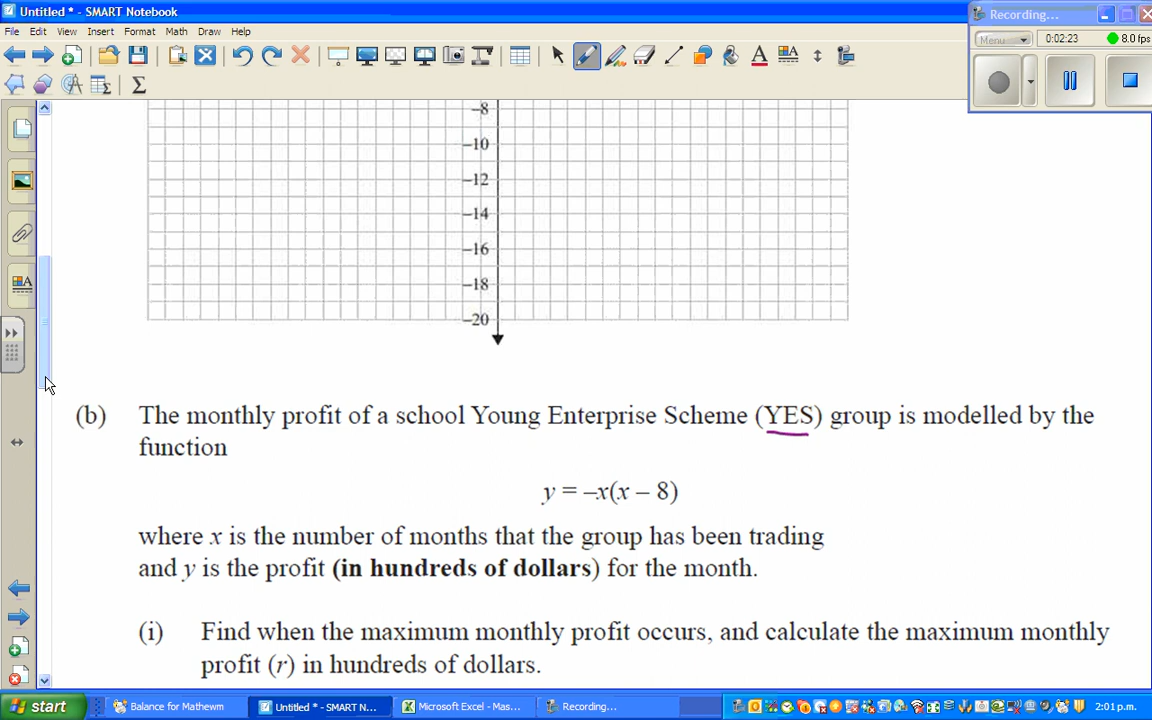 Untitled * - SMART Notebook
Recording...
File Edit View Insert Format Math Draw Help
Menu 0:02:23 8.0 fps
–8
–10
–12
–14
–16
–18
–20
(b) The monthly profit of a school Young Enterprise Scheme (YES) group is modelled by the
function
y = –x(x – 8)
where x is the number of months that the group has been trading
and y is the profit (in hundreds of dollars) for the month.
(i) Find when the maximum monthly profit occurs, and calculate the maximum monthly
profit (r) in hundreds of dollars.
start Balance for Mathewm Untitled * - SMART N... Microsoft Excel - Mas... Recording... 2:01 p.m.